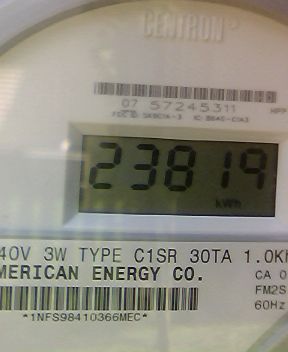 CENTRON®
07 57245311
23819
kWh
40V 3W TYPE C1SR 30TA 1.0Kh
MERICAN ENERGY CO.
CA 0
FM2S
60Hz
*1NFS98410366MEC*